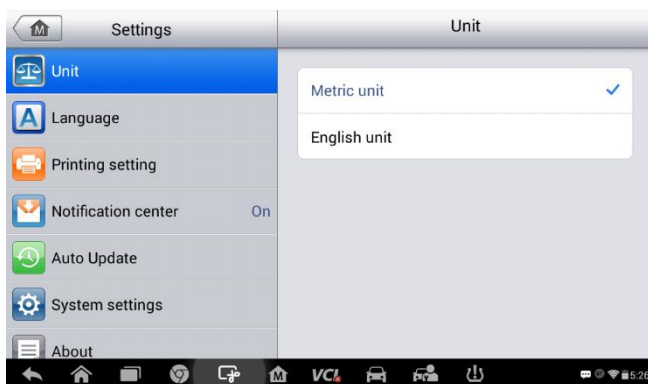 M
Settings
Unit
Unit
Metric unit
A
Language
English unit
Printing setting
Notification center On
Auto Update
System settings
About
M
VCI
5:26